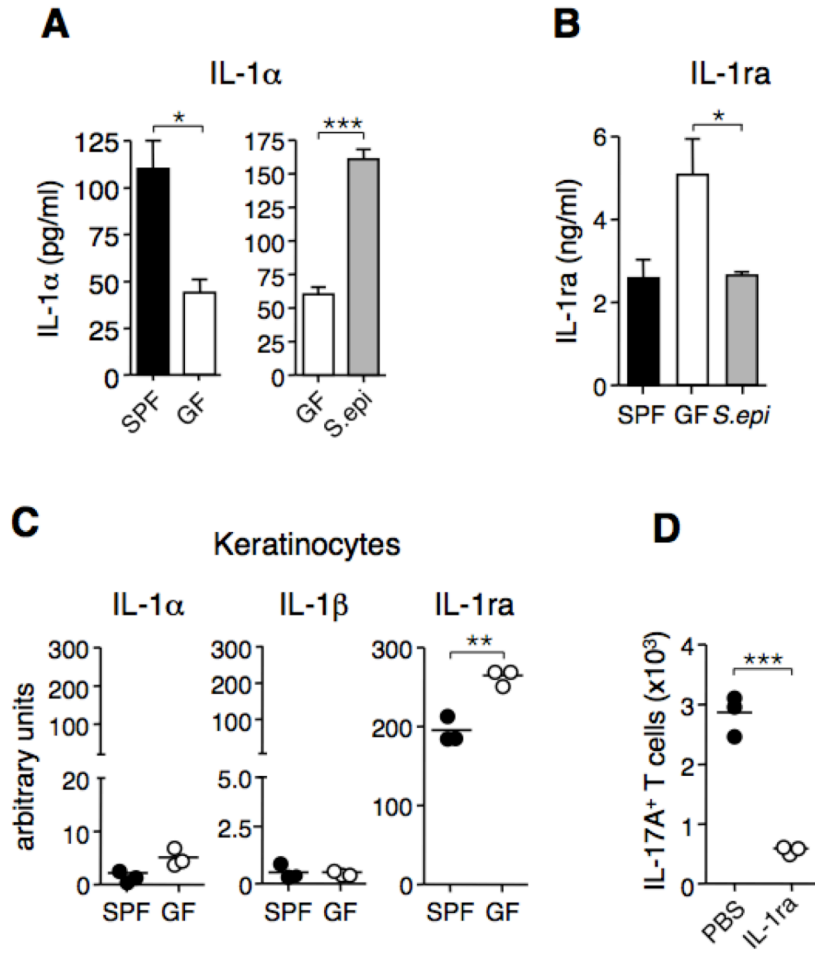 A
IL-1α
IL-1α (pg/ml)
125
100
75
50
25
0
*
SPF
GF
175
150
125
100
75
50
25
0
***
GF
S.epi
B
IL-1ra
IL-1ra (ng/ml)
6
4
2
0
*
SPF GF S.epi
C
Keratinocytes
arbitrary units
IL-1α
300
200
100
20
10
0
SPF GF
IL-1β
300
200
100
5.0
2.5
0
SPF GF
IL-1ra
300
200
100
0
**
SPF GF
D
IL-17A⁺ T cells (x10³)
4
3
2
1
0
***
PBS
IL-1ra